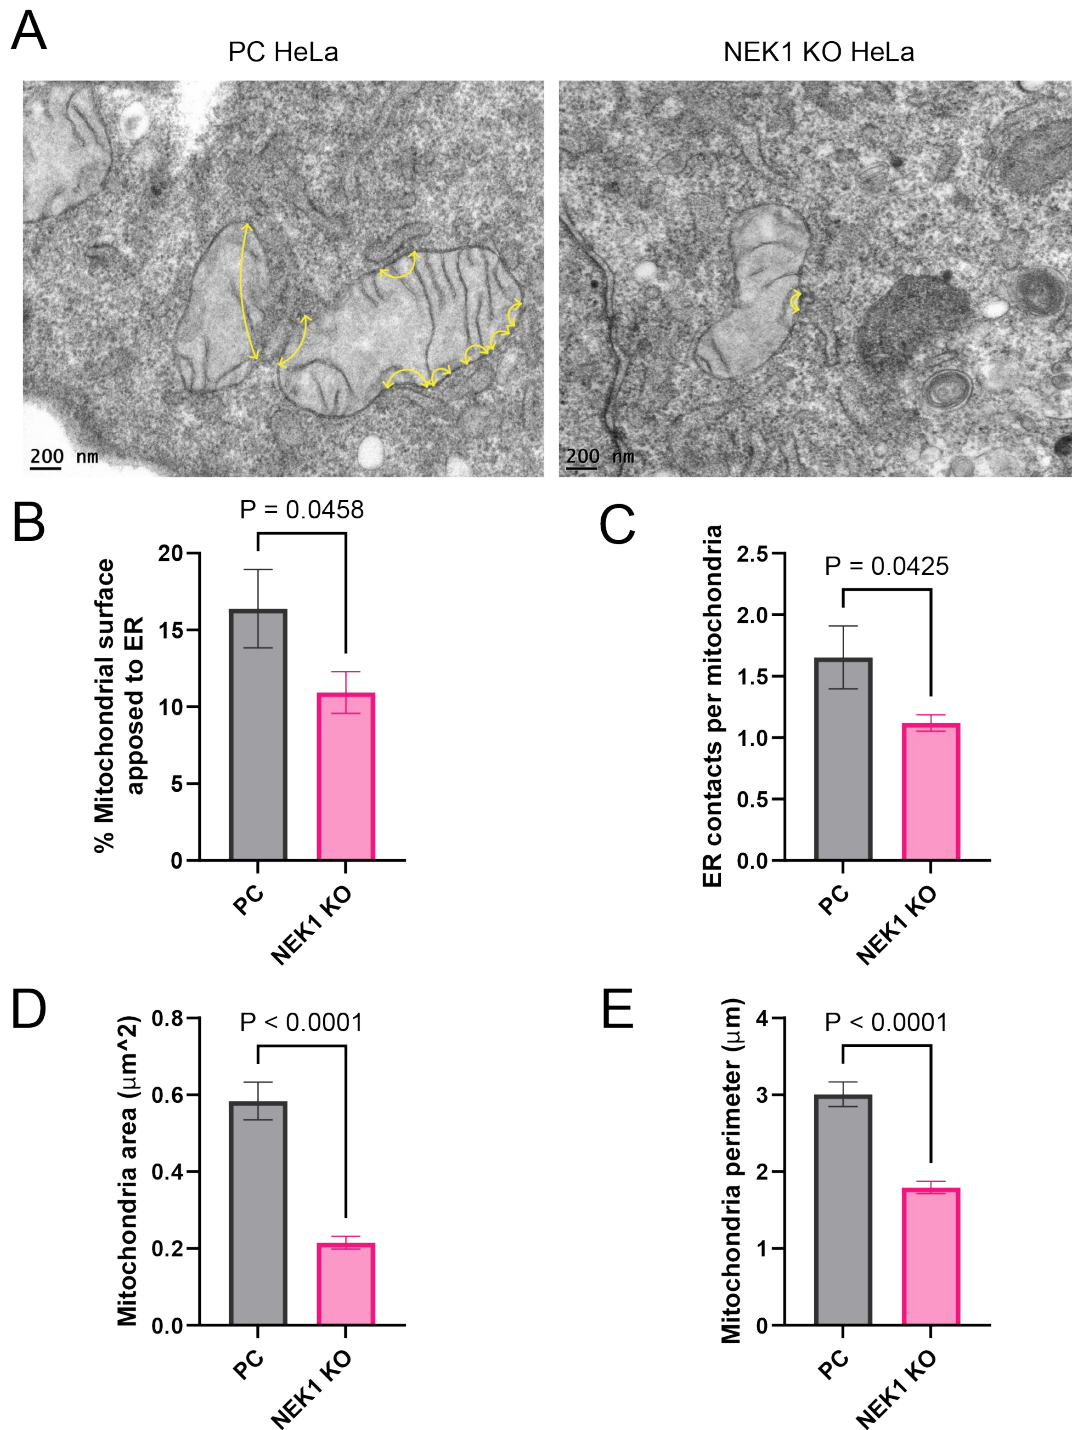 A
PC HeLa
NEK1 KO HeLa
200 nm
200 nm
B
P = 0.0458
% Mitochondrial surface
apposed to ER
20
15
10
5
0
PC
NEK1 KO
C
P = 0.0425
ER contacts per mitochondria
2.5
2.0
1.5
1.0
0.5
0.0
PC
NEK1 KO
D
P < 0.0001
Mitochondria area (μm^2)
0.8
0.6
0.4
0.2
0.0
PC
NEK1 KO
E
P < 0.0001
Mitochondria perimeter (μm)
4
3
2
1
0
PC
NEK1 KO